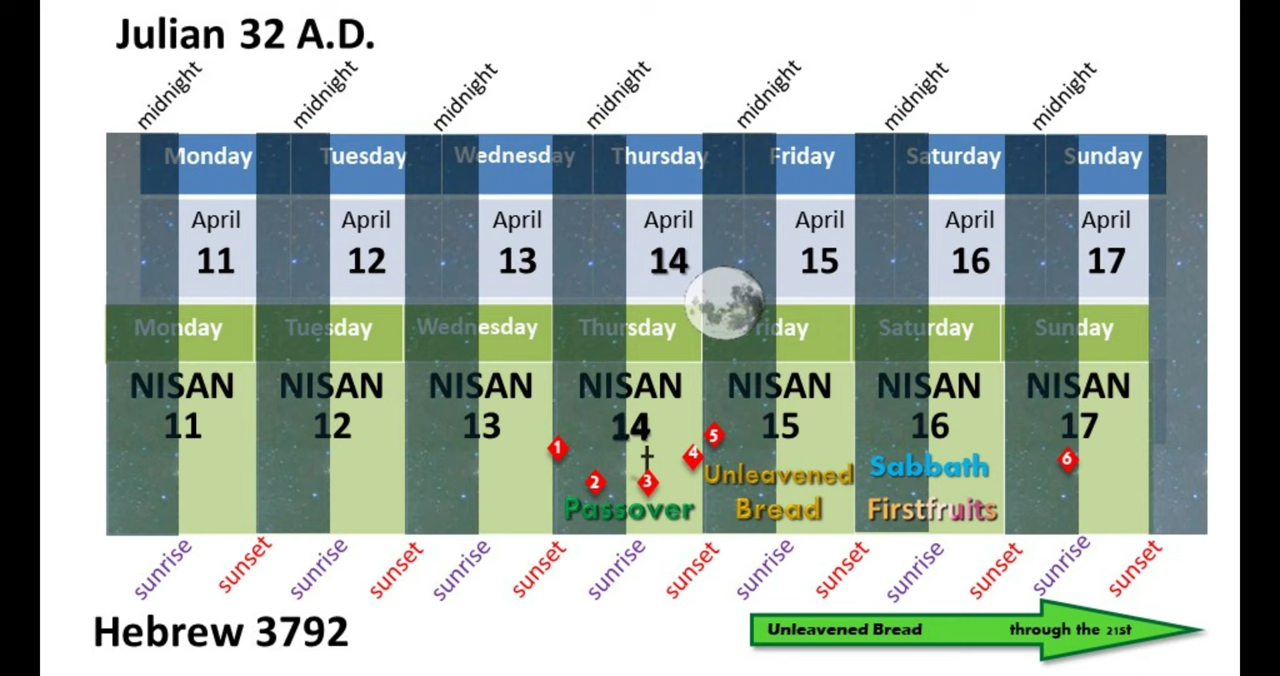 Julian 32 A.D.
midnight midnight midnight midnight midnight midnight midnight
Monday Tuesday Wednesday Thursday Friday Saturday Sunday
April April April April April April April
11 12 13 14 15 16 17
Monday Tuesday Wednesday Thursday Friday Saturday Sunday
NISAN NISAN NISAN NISAN NISAN NISAN NISAN
11 12 13 14 15 16 17
1 2 3 4 5 6
Passover
Unleavened
Bread
Sabbath
Firstfruits
sunrise sunset sunrise sunset sunrise sunset sunrise sunset sunrise sunset sunrise sunset sunrise sunset
Hebrew 3792
Unleavened Bread through the 21st